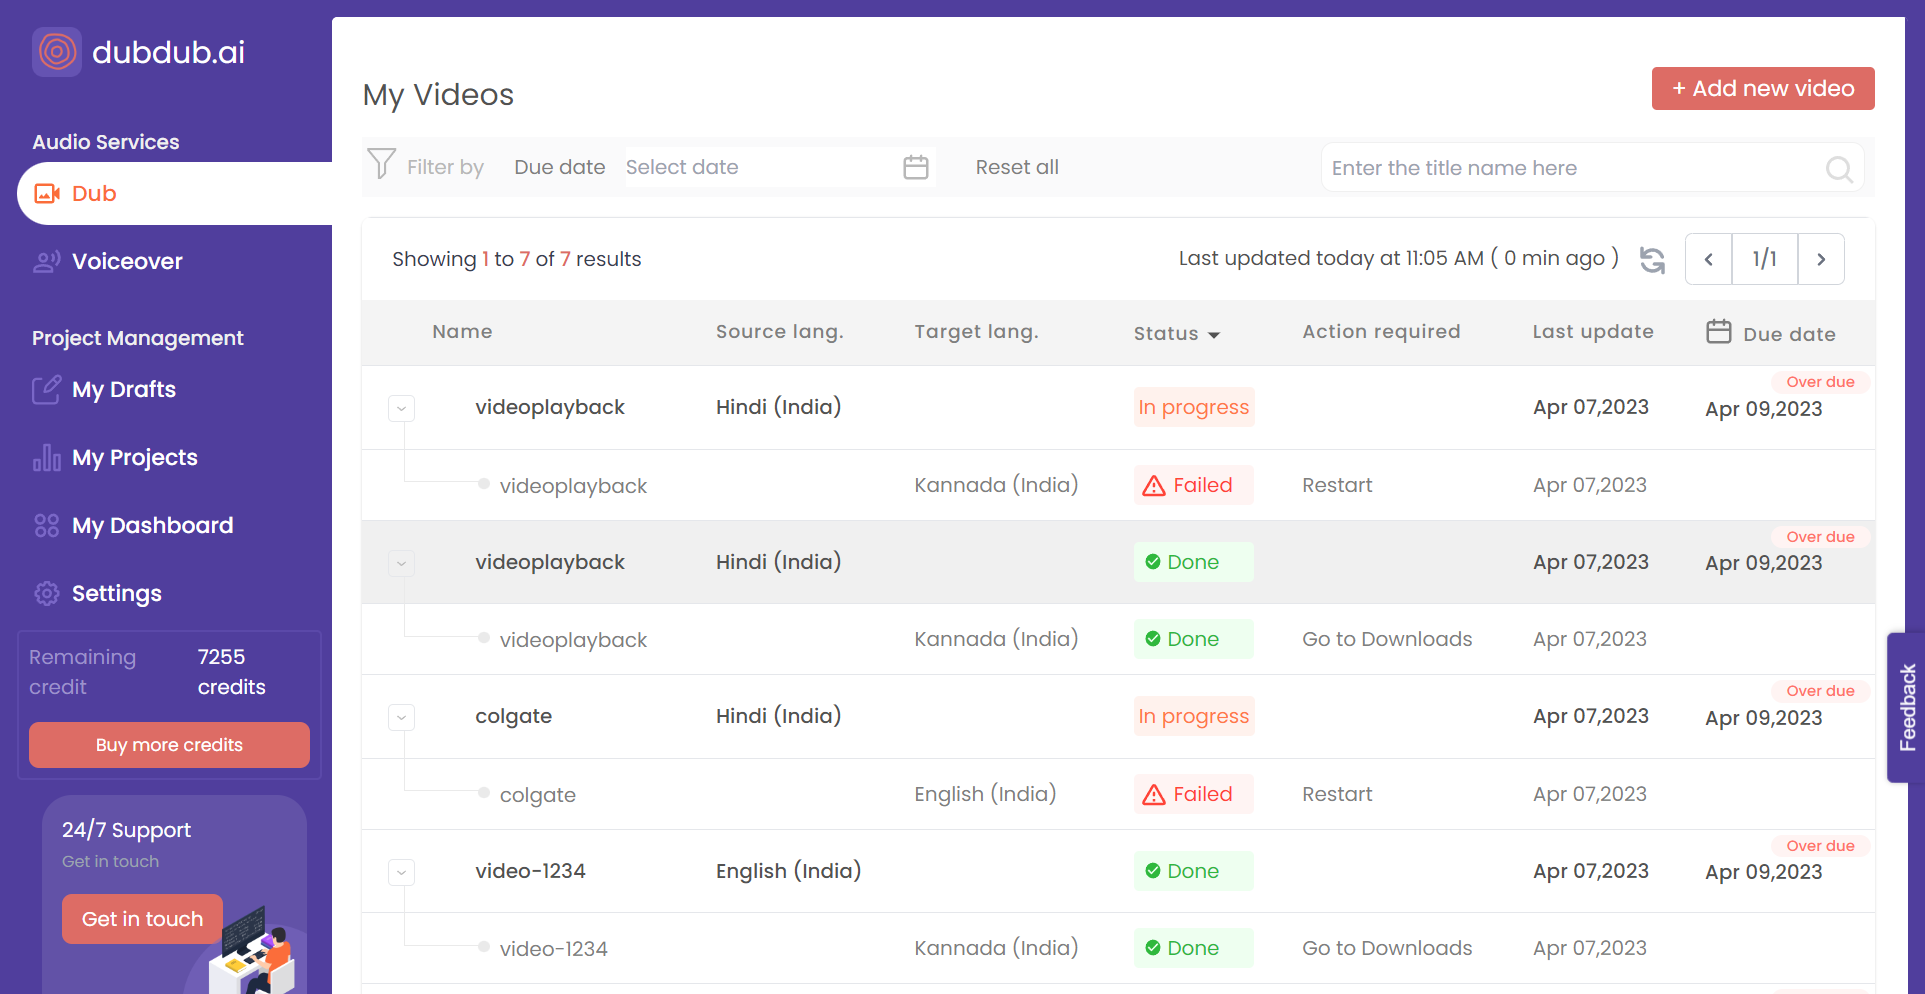 dubdub.ai
Audio Services
Dub
Voiceover
Project Management
My Drafts
My Projects
My Dashboard
Settings
Remaining credit 7255 credits
Buy more credits
24/7 Support
Get in touch
Get in touch
My Videos
+ Add new video
Filter by Due date Select date Reset all Enter the title name here
Showing 1 to 7 of 7 results Last updated today at 11:05 AM ( 0 min ago ) < 1/1 >
Name Source lang. Target lang. Status Action required Last update Due date
Over due
videoplayback Hindi (India) In progress Apr 07,2023 Apr 09,2023
videoplayback Kannada (India) Failed Restart Apr 07,2023
Over due
videoplayback Hindi (India) Done Apr 07,2023 Apr 09,2023
videoplayback Kannada (India) Done Go to Downloads Apr 07,2023
Over due
colgate Hindi (India) In progress Apr 07,2023 Apr 09,2023
colgate English (India) Failed Restart Apr 07,2023
Over due
video-1234 English (India) Done Apr 07,2023 Apr 09,2023
video-1234 Kannada (India) Done Go to Downloads Apr 07,2023
Feedback